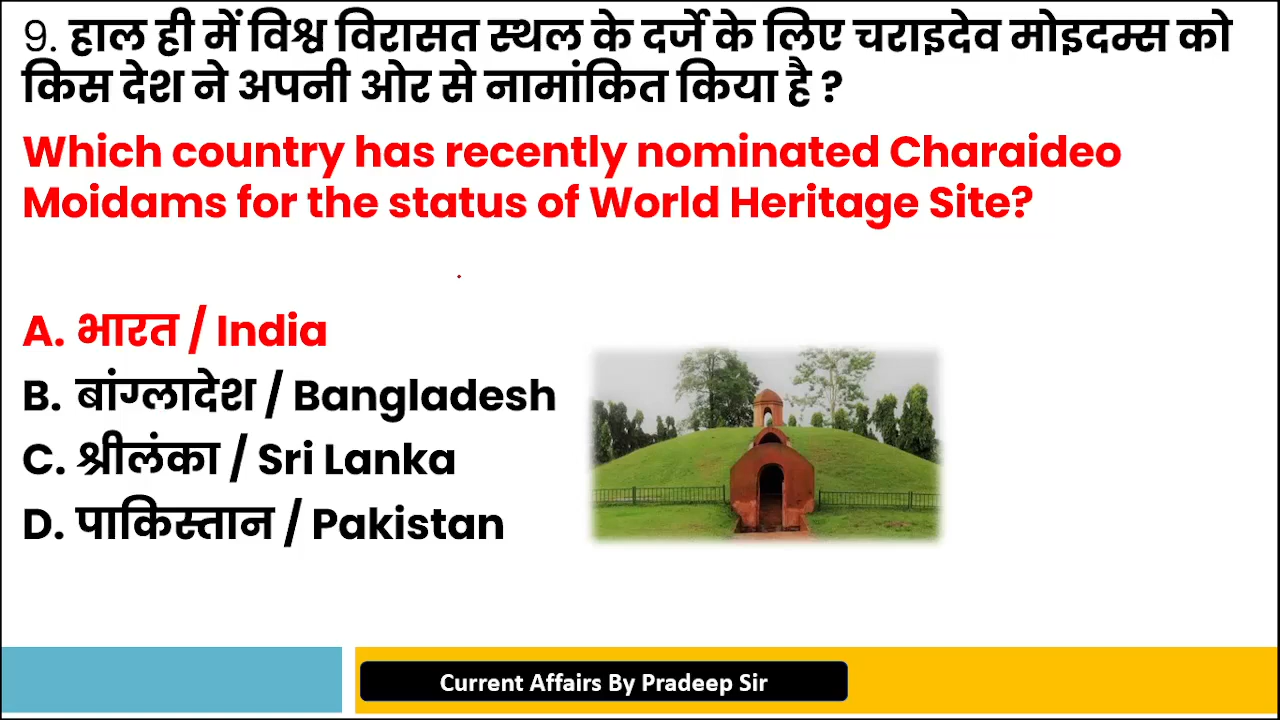 9. हाल ही में विश्व विरासत स्थल के दर्जे के लिए चराइदेव मोइदम्स को
किस देश ने अपनी ओर से नामांकित किया है ?
Which country has recently nominated Charaideo
Moidams for the status of World Heritage Site?
A. भारत / India
B. बांग्लादेश / Bangladesh
C. श्रीलंका / Sri Lanka
D. पाकिस्तान / Pakistan
Current Affairs By Pradeep Sir